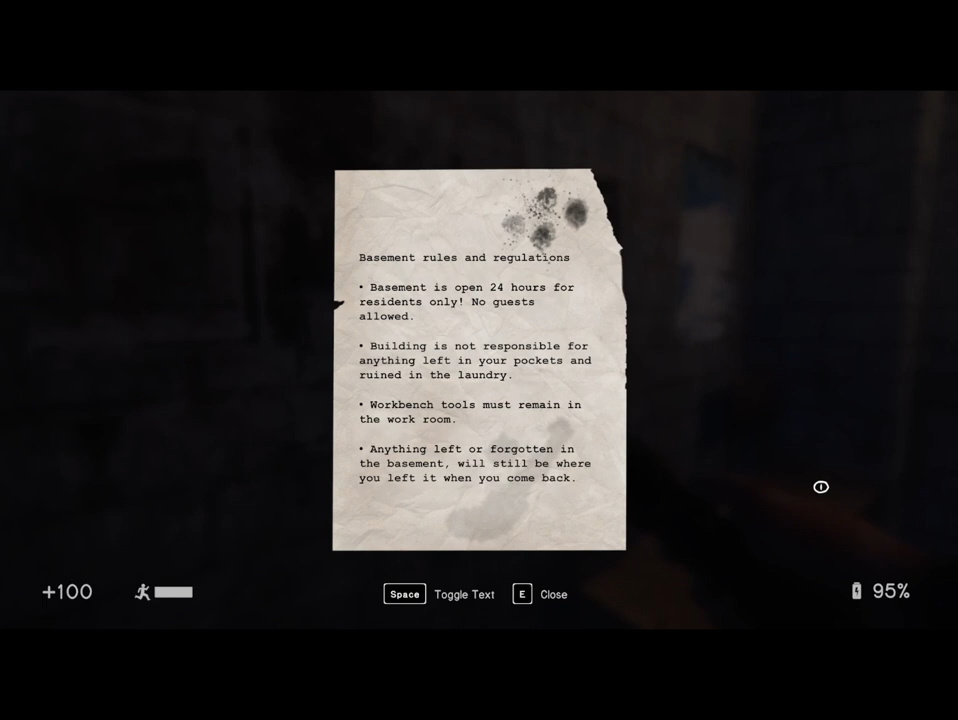 Basement rules and regulations
• Basement is open 24 hours for
residents only! No guests
allowed.
• Building is not responsible for
anything left in your pockets and
ruined in the laundry.
• Workbench tools must remain in
the work room.
• Anything left or forgotten in
the basement, will still be where
you left it when you come back.
+100
Space Toggle Text E Close
95%